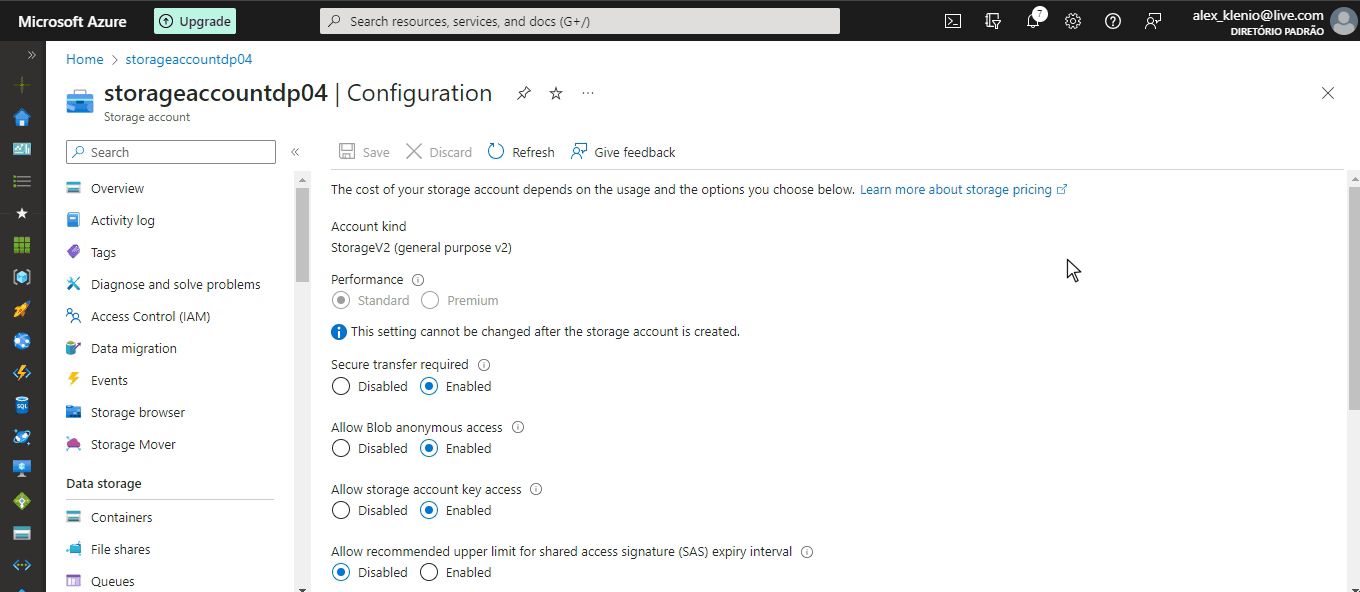 Microsoft Azure
Upgrade
Search resources, services, and docs (G+/)
7
alex_klenio@live.com
DIRETÓRIO PADRÃO
Home > storageaccountdp04
storageaccountdp04 | Configuration
Storage account
Search
Save
Discard
Refresh
Give feedback
Overview
Activity log
Tags
Diagnose and solve problems
Access Control (IAM)
Data migration
Events
Storage browser
Storage Mover
Data storage
Containers
File shares
Queues
The cost of your storage account depends on the usage and the options you choose below. Learn more about storage pricing
Account kind
StorageV2 (general purpose v2)
Performance
Standard Premium
This setting cannot be changed after the storage account is created.
Secure transfer required
Disabled Enabled
Allow Blob anonymous access
Disabled Enabled
Allow storage account key access
Disabled Enabled
Allow recommended upper limit for shared access signature (SAS) expiry interval
Disabled Enabled
SQL